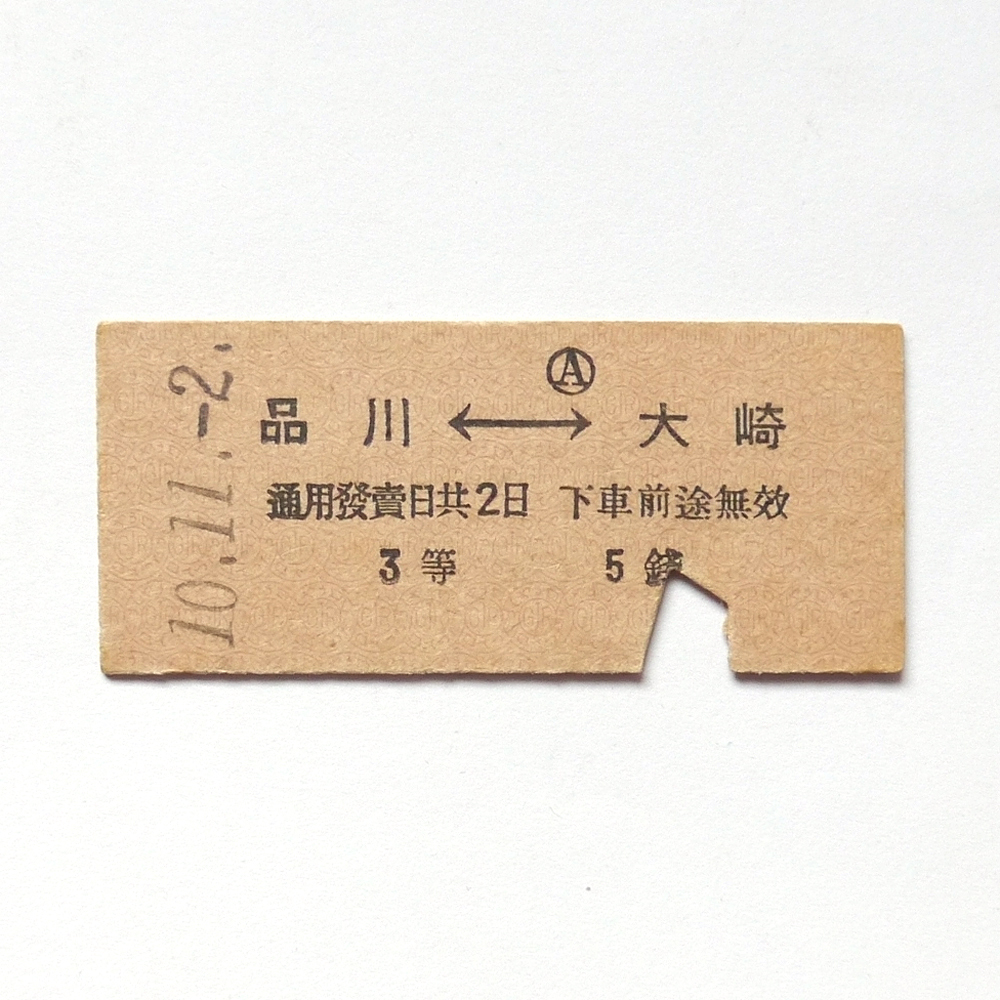 10.11.-2.
Ⓐ
品川⟷大崎
通用發賣日共2日 下車前途無効
3等 5錢